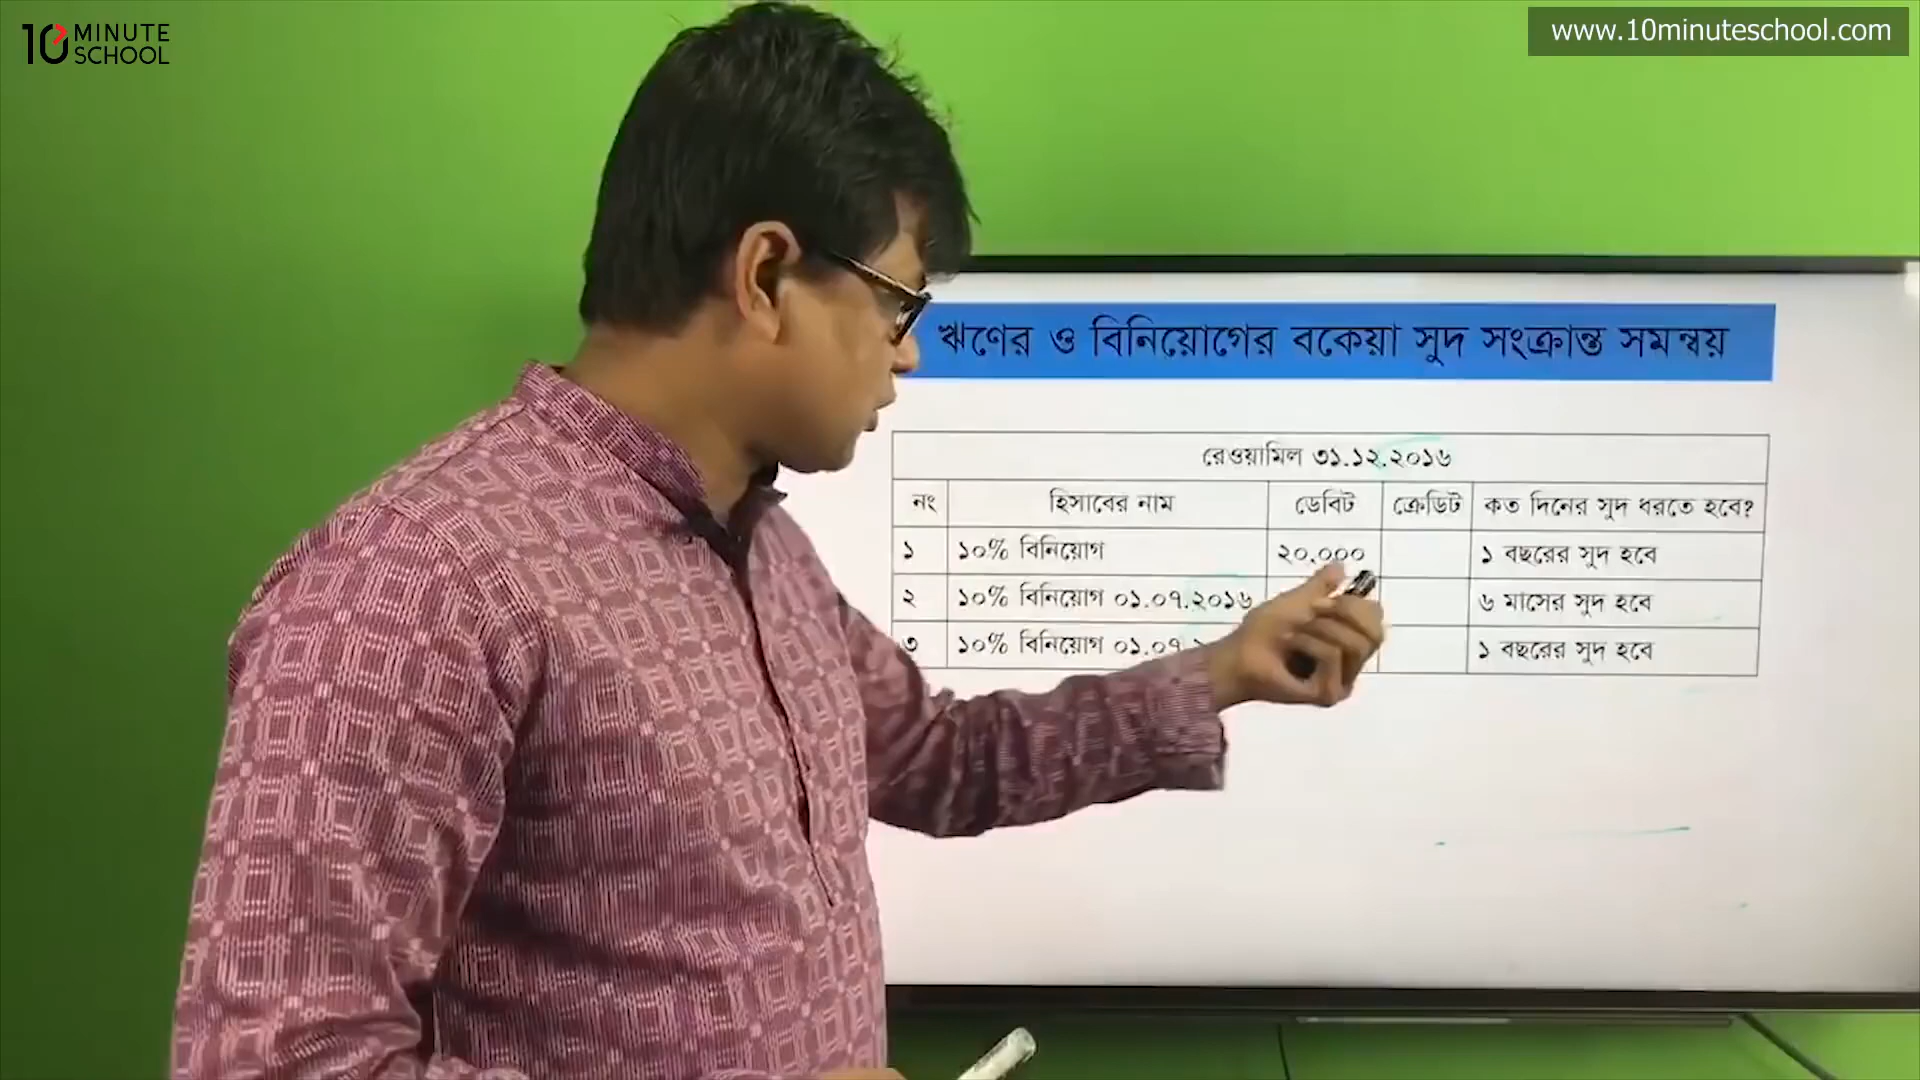 10 MINUTE SCHOOL
www.10minuteschool.com
ঋণের ও বিনিয়োগের বকেয়া সুদ সংক্রান্ত সমন্বয়
রেওয়ামিল ৩১.১২.২০১৬
নং হিসাবের নাম ডেবিট ক্রেডিট কত দিনের সুদ ধরতে হবে?
১ ১০% বিনিয়োগ ২০,০০০ ১ বছরের সুদ হবে
২ ১০% বিনিয়োগ ০১.০৭.২০১৬ ৬ মাসের সুদ হবে
৩ ১০% বিনিয়োগ ০১.০৭ ১ বছরের সুদ হবে